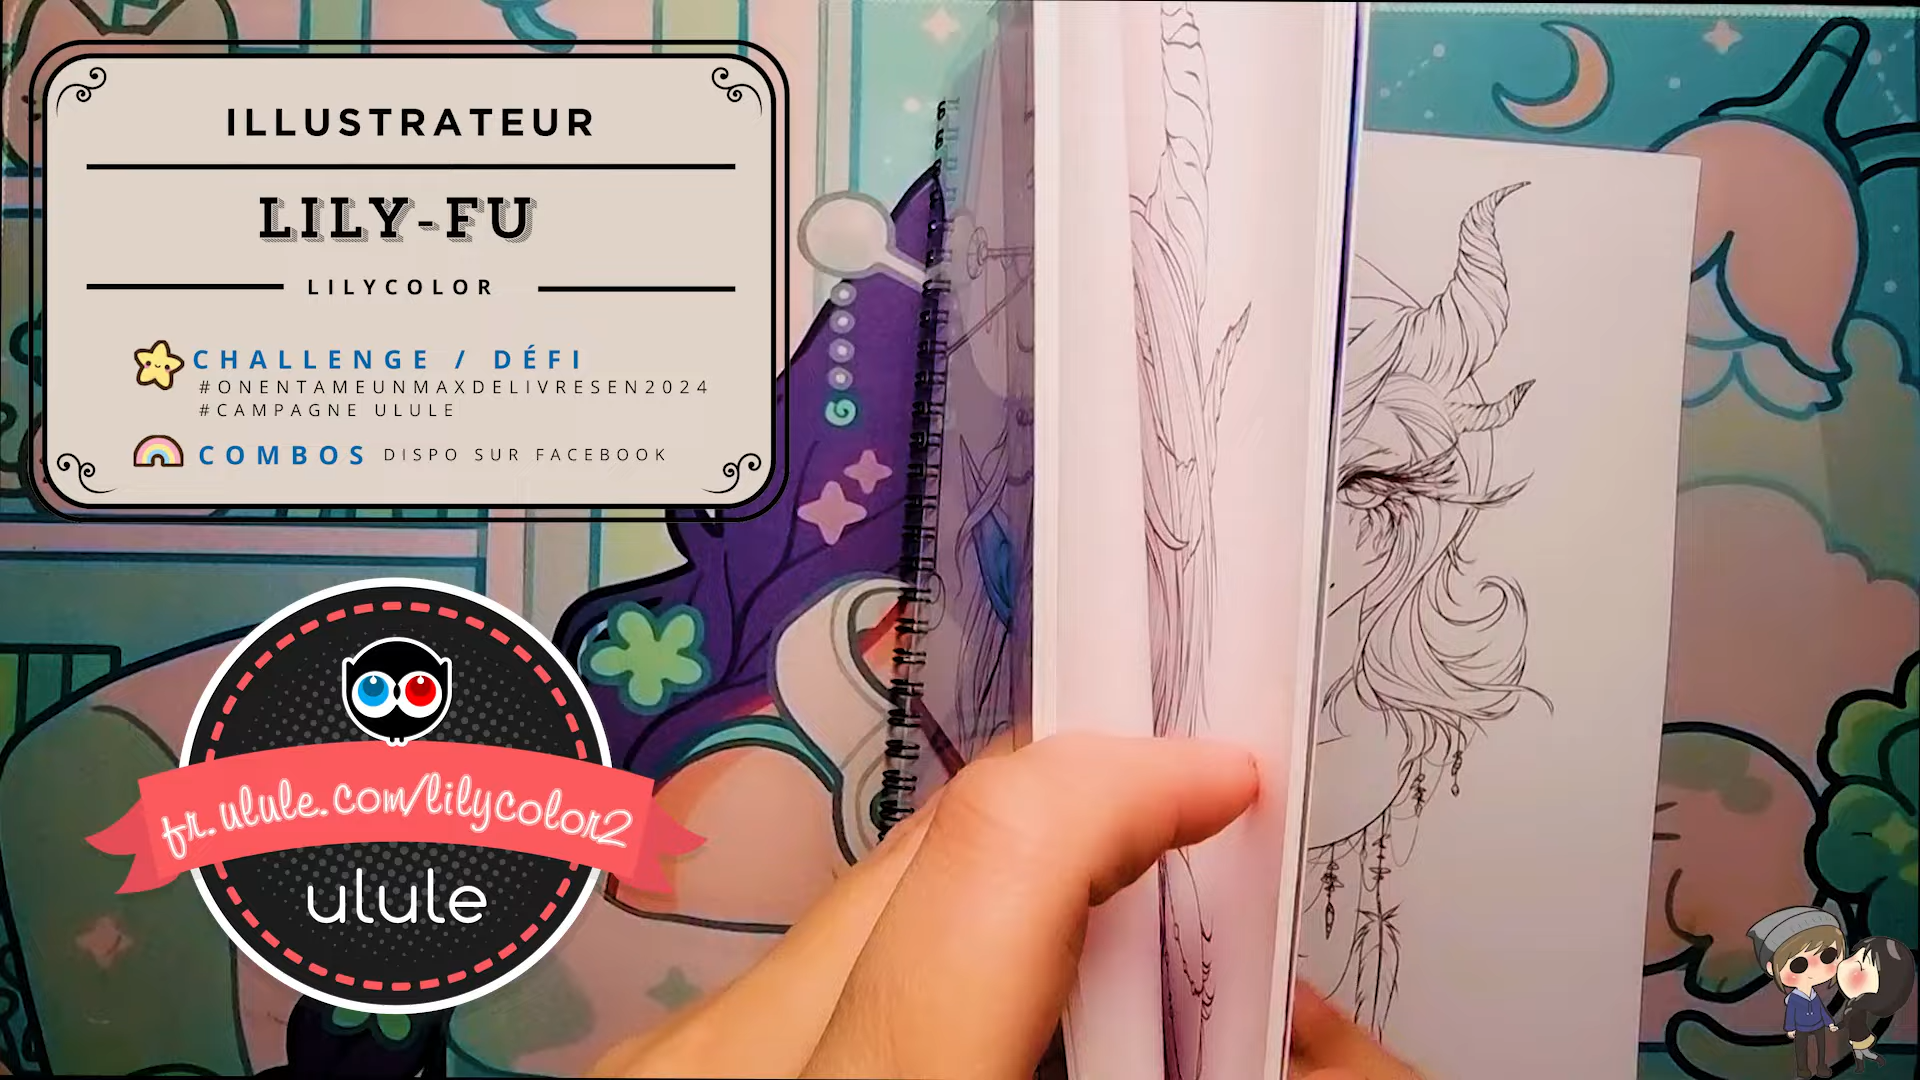 ILLUSTRATEUR
LILY-FU
LILYCOLOR
CHALLENGE / DÉFI
#ONENTAMEUNMAXDELIVRESEN2024
#CAMPAGNE ULULE
COMBOS DISPO SUR FACEBOOK
fr.ulule.com/lilycolor2
ulule